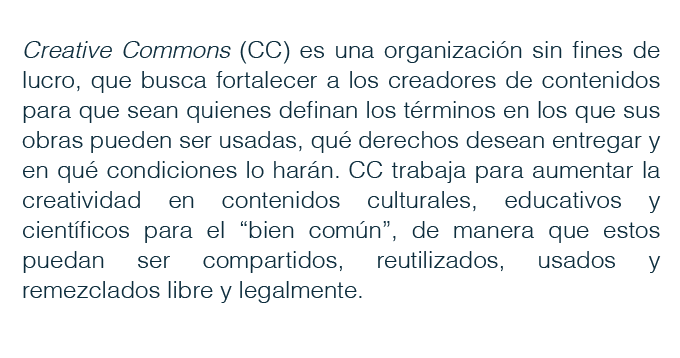 Creative Commons (CC) es una organización sin fines de
lucro, que busca fortalecer a los creadores de contenidos
para que sean quienes definan los términos en los que sus
obras pueden ser usadas, qué derechos desean entregar y
en qué condiciones lo harán. CC trabaja para aumentar la
creatividad en contenidos culturales, educativos y
científicos para el “bien común”, de manera que estos
puedan ser compartidos, reutilizados, usados y
remezclados libre y legalmente.